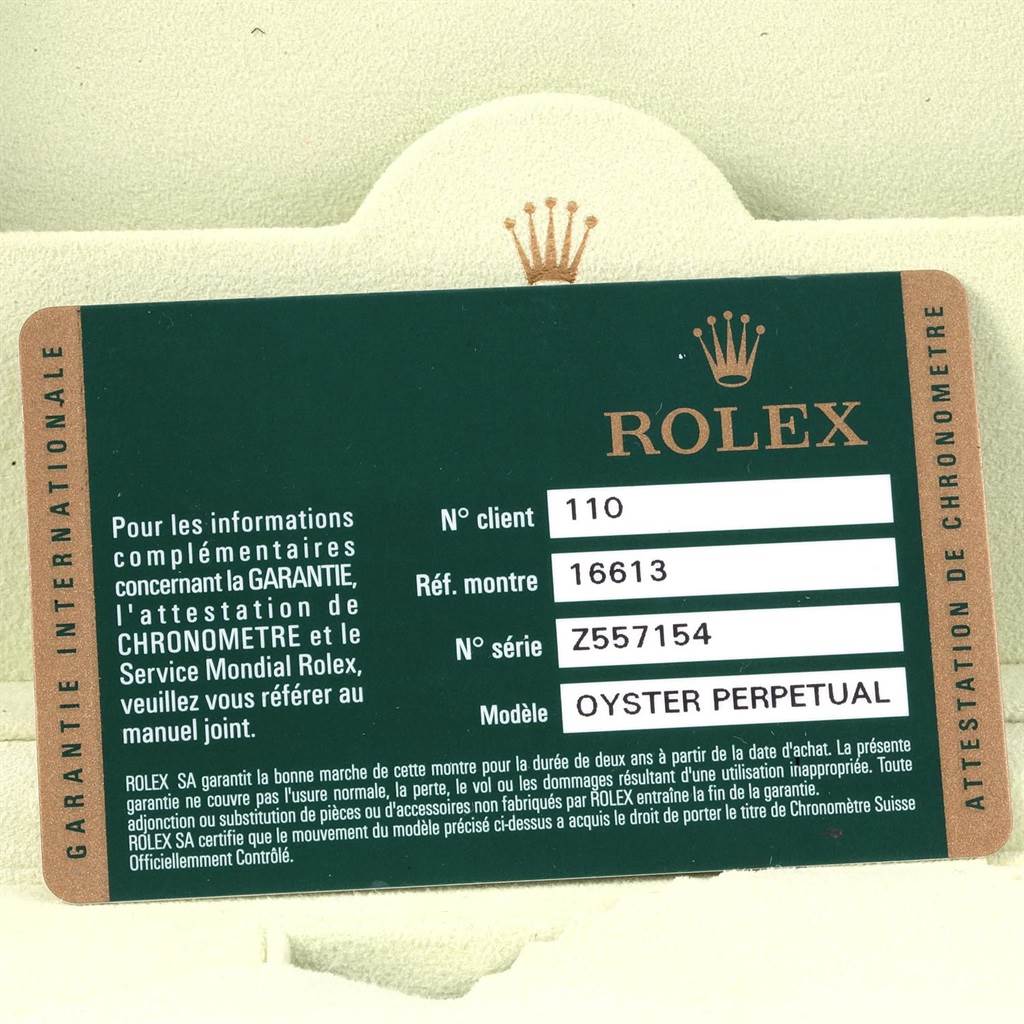 GARANTIE INTERNATIONALE
ROLEX
Pour les informations
complémentaires
concernant la GARANTIE,
l'attestation de
CHRONOMETRE et le
Service Mondial Rolex,
veuillez vous référer au
manuel joint.
N° client 110
Réf. montre 16613
N° série Z557154
Modèle OYSTER PERPETUAL
ROLEX SA garantit la bonne marche de cette montre pour la durée de deux ans à partir de la date d'achat. La présente
garantie ne couvre pas l'usure normale, la perte, le vol ou les dommages résultant d'une utilisation inappropriée. Toute
adjonction ou substitution de pièces ou d'accessoires non fabriqués par ROLEX entraîne la fin de la garantie.
ROLEX SA certifie que le mouvement du modèle précisé ci-dessus a acquis le droit de porter le titre de Chronomètre Suisse
Officiellemment Contrôlé.
ATTESTATION DE CHRONOMETRE